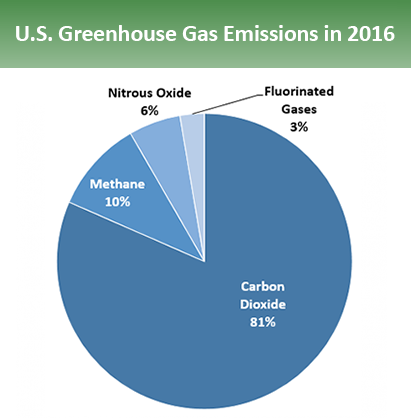 U.S. Greenhouse Gas Emissions in 2016
Nitrous Oxide
6%
Fluorinated
Gases
3%
Methane
10%
Carbon
Dioxide
81%